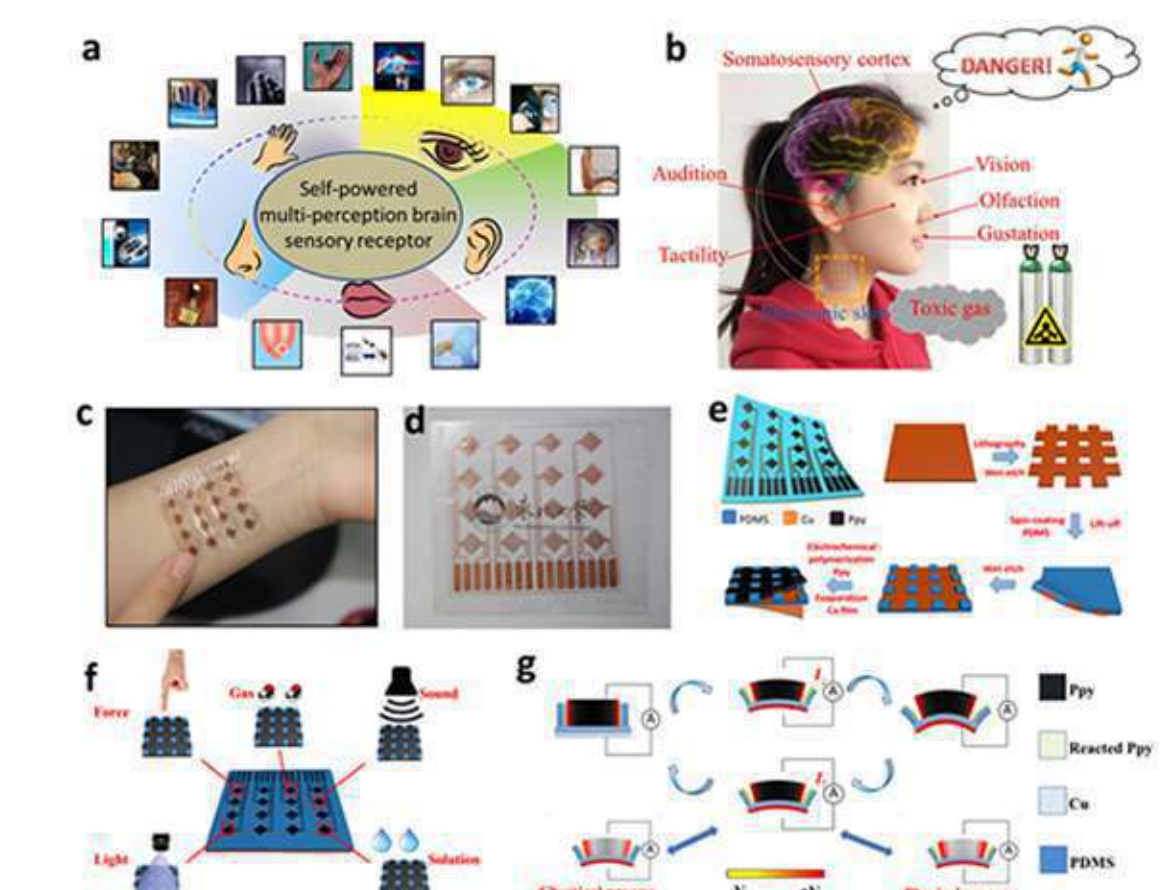 a
Self-powered
multi-perception brain
sensory receptor
b
Somatosensory cortex
DANGER!
Audition
Vision
Olfaction
Gustation
Tactility
Toxic gas
c
d
e
Lithography
Wet etch
PDMS
Cu
Ppy
Spin-coating
PDMS
Lift-off
Electrochemical
polymerization
Ppy
Wet etch
Evaporation
Cu film
f
Force
Gas
Sound
Light
Solution
g
A
A
A
A
A
A
Ppy
Reacted Ppy
Cu
PDMS